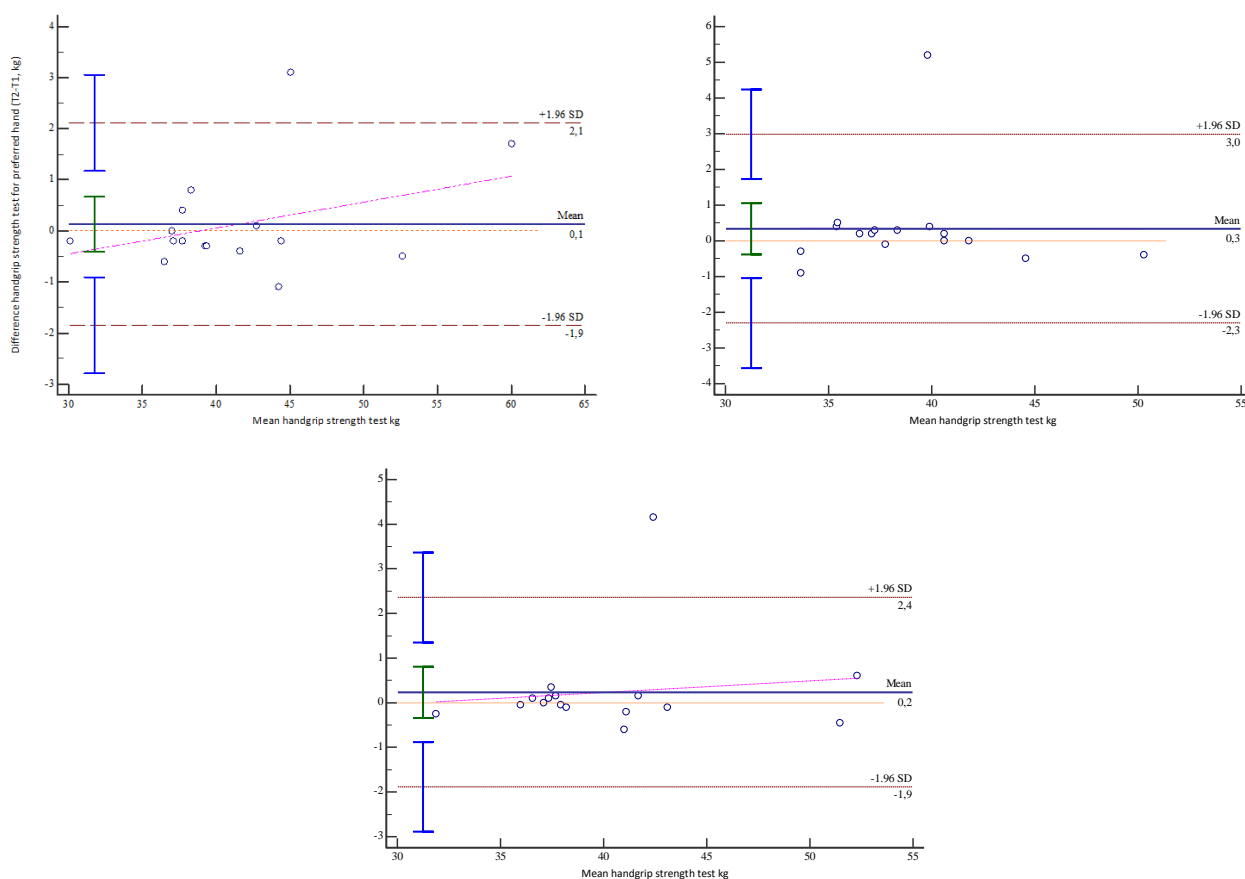 Difference handgrip strength test for preferred hand (T2-T1, kg)
4
3
2
1
0
-1
-2
-3
+1.96 SD
2,1
Mean
0,1
-1.96 SD
-1,9
30 35 40 45 50 55 60 65
Mean handgrip strength test kg
6
5
4
3
2
1
0
-1
-2
-3
-4
+1.96 SD
3,0
Mean
0,3
-1.96 SD
-2,3
30 35 40 45 50 55
Mean handgrip strength test kg
5
4
3
2
1
0
-1
-2
-3
+1.96 SD
2,4
Mean
0,2
-1.96 SD
-1,9
30 35 40 45 50 55
Mean handgrip strength test kg